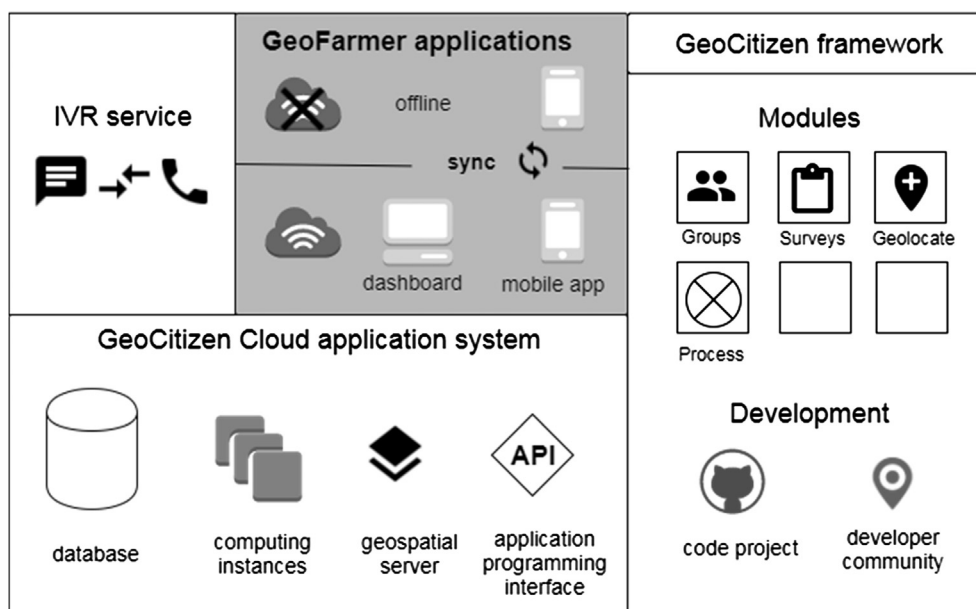 IVR service
GeoFarmer applications
offline
sync
dashboard
mobile app
GeoCitizen framework
Modules
Groups
Surveys
Geolocate
Process
Development
code project
developer
community
GeoCitizen Cloud application system
database
computing
instances
geospatial
server
API
application
programming
interface